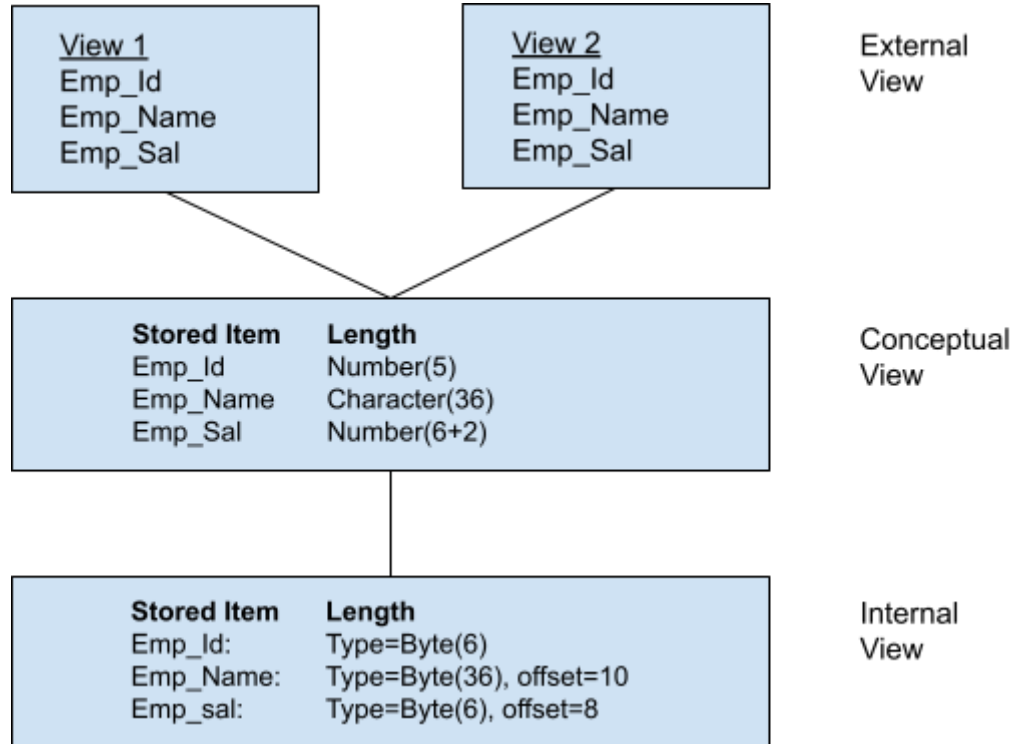 View 1
Emp_Id
Emp_Name
Emp_Sal
View 2
Emp_Id
Emp_Name
Emp_Sal
External
View
Stored Item Length
Emp_Id Number(5)
Emp_Name Character(36)
Emp_Sal Number(6+2)
Conceptual
View
Stored Item Length
Emp_Id: Type=Byte(6)
Emp_Name: Type=Byte(36), offset=10
Emp_sal: Type=Byte(6), offset=8
Internal
View